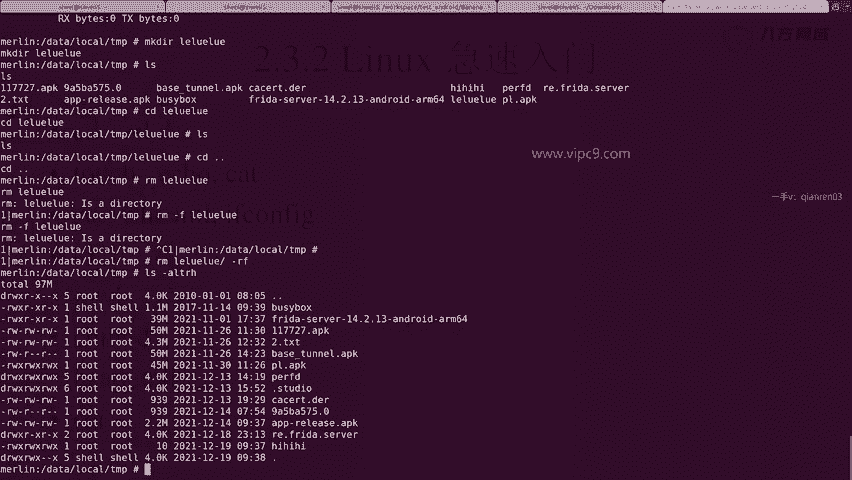 RX bytes:0 TX bytes:0
merlin:/data/local/tmp # mkdir leluelue
mkdir leluelue
merlin:/data/local/tmp # ls
ls
117727.apk 9a5ba575.0 base_tunnel.apk cacert.der hihihi perfd re.frida.server
2.txt app-release.apk busybox frida-server-14.2.13-android-arm64 leluelue pl.apk
merlin:/data/local/tmp # cd leluelue
cd leluelue
merlin:/data/local/tmp/leluelue # ls
ls
merlin:/data/local/tmp/leluelue # cd ..
cd ..
merlin:/data/local/tmp # rm leluelue
rm leluelue
rm: leluelue: Is a directory
1|merlin:/data/local/tmp # rm -f leluelue
rm -f leluelue
rm: leluelue: Is a directory
1|merlin:/data/local/tmp # ^C1|merlin:/data/local/tmp #
1|merlin:/data/local/tmp # rm leluelue/ -rf
merlin:/data/local/tmp # ls -altrh
total 97M
drwxr-x--x 5 root root 4.0K 2010-01-01 08:05 ..
-rwxr-xr-x 1 shell shell 1.1M 2017-11-14 09:39 busybox
-rwxr-xr-x 1 root root 39M 2021-11-01 17:37 frida-server-14.2.13-android-arm64
-rw-rw-rw- 1 root root 50M 2021-11-26 11:30 117727.apk
-rw-rw-rw- 1 root root 4.3M 2021-11-26 12:32 2.txt
-rw-r--r-- 1 root root 50M 2021-11-26 14:23 base_tunnel.apk
-rwxrwxrwx 1 root root 45M 2021-11-30 11:26 pl.apk
drwxrwxrwx 5 root root 4.0K 2021-12-13 14:19 perfd
drwxrwxrwx 6 root root 4.0K 2021-12-13 15:52 .studio
-rw-rw-rw- 1 root root 939 2021-12-13 19:29 cacert.der
-rw-r--r-- 1 root root 939 2021-12-14 07:54 9a5ba575.0
-rw-rw-rw- 1 root root 2.2M 2021-12-14 09:37 app-release.apk
drwxr-xr-x 2 root root 4.0K 2021-12-18 23:13 re.frida.server
-rwxrwxrwx 1 root root 10 2021-12-19 09:37 hihihi
drwxrwx--x 5 shell shell 4.0K 2021-12-19 09:38 .
merlin:/data/local/tmp #
2.3.2 Linux 急速入门
cat
config
www.vipc9.com
一手v：qianren03